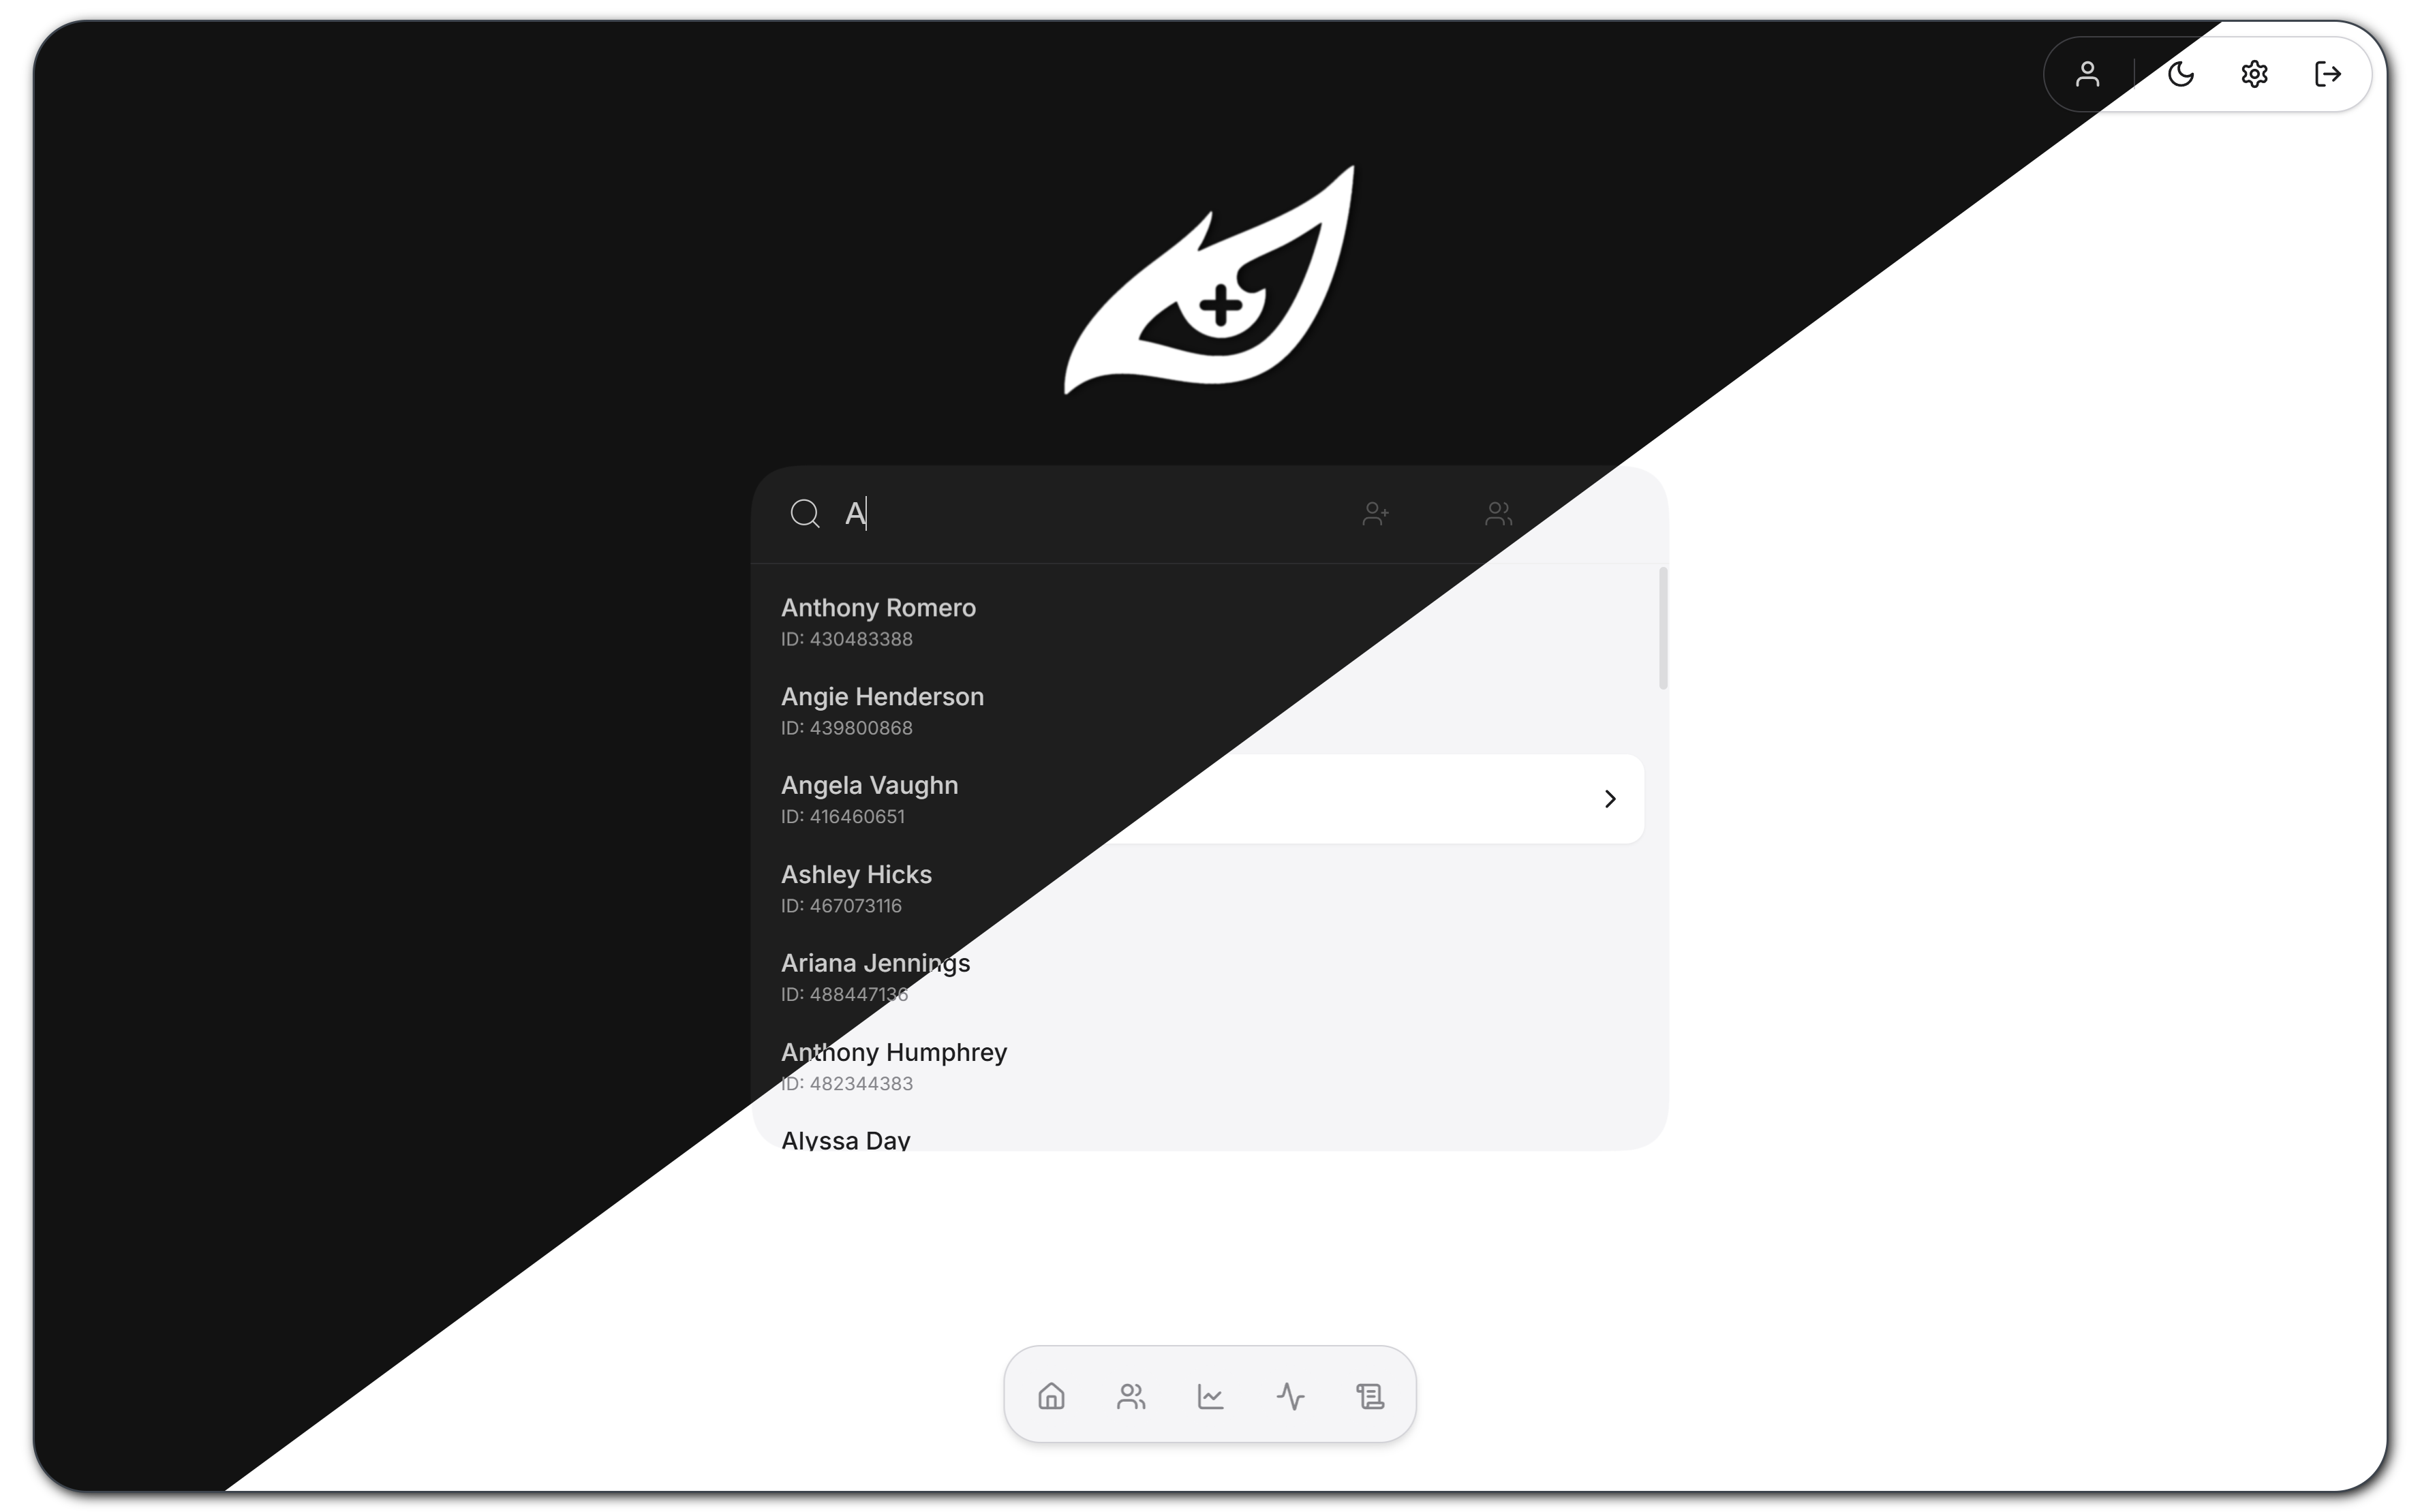 A
Anthony Romero
ID: 430483388
Angie Henderson
ID: 439800868
Angela Vaughn
ID: 416460651
Ashley Hicks
ID: 467073116
Ariana Jennings
ID: 488447136
Anthony Humphrey
ID: 482344383
Alyssa Day